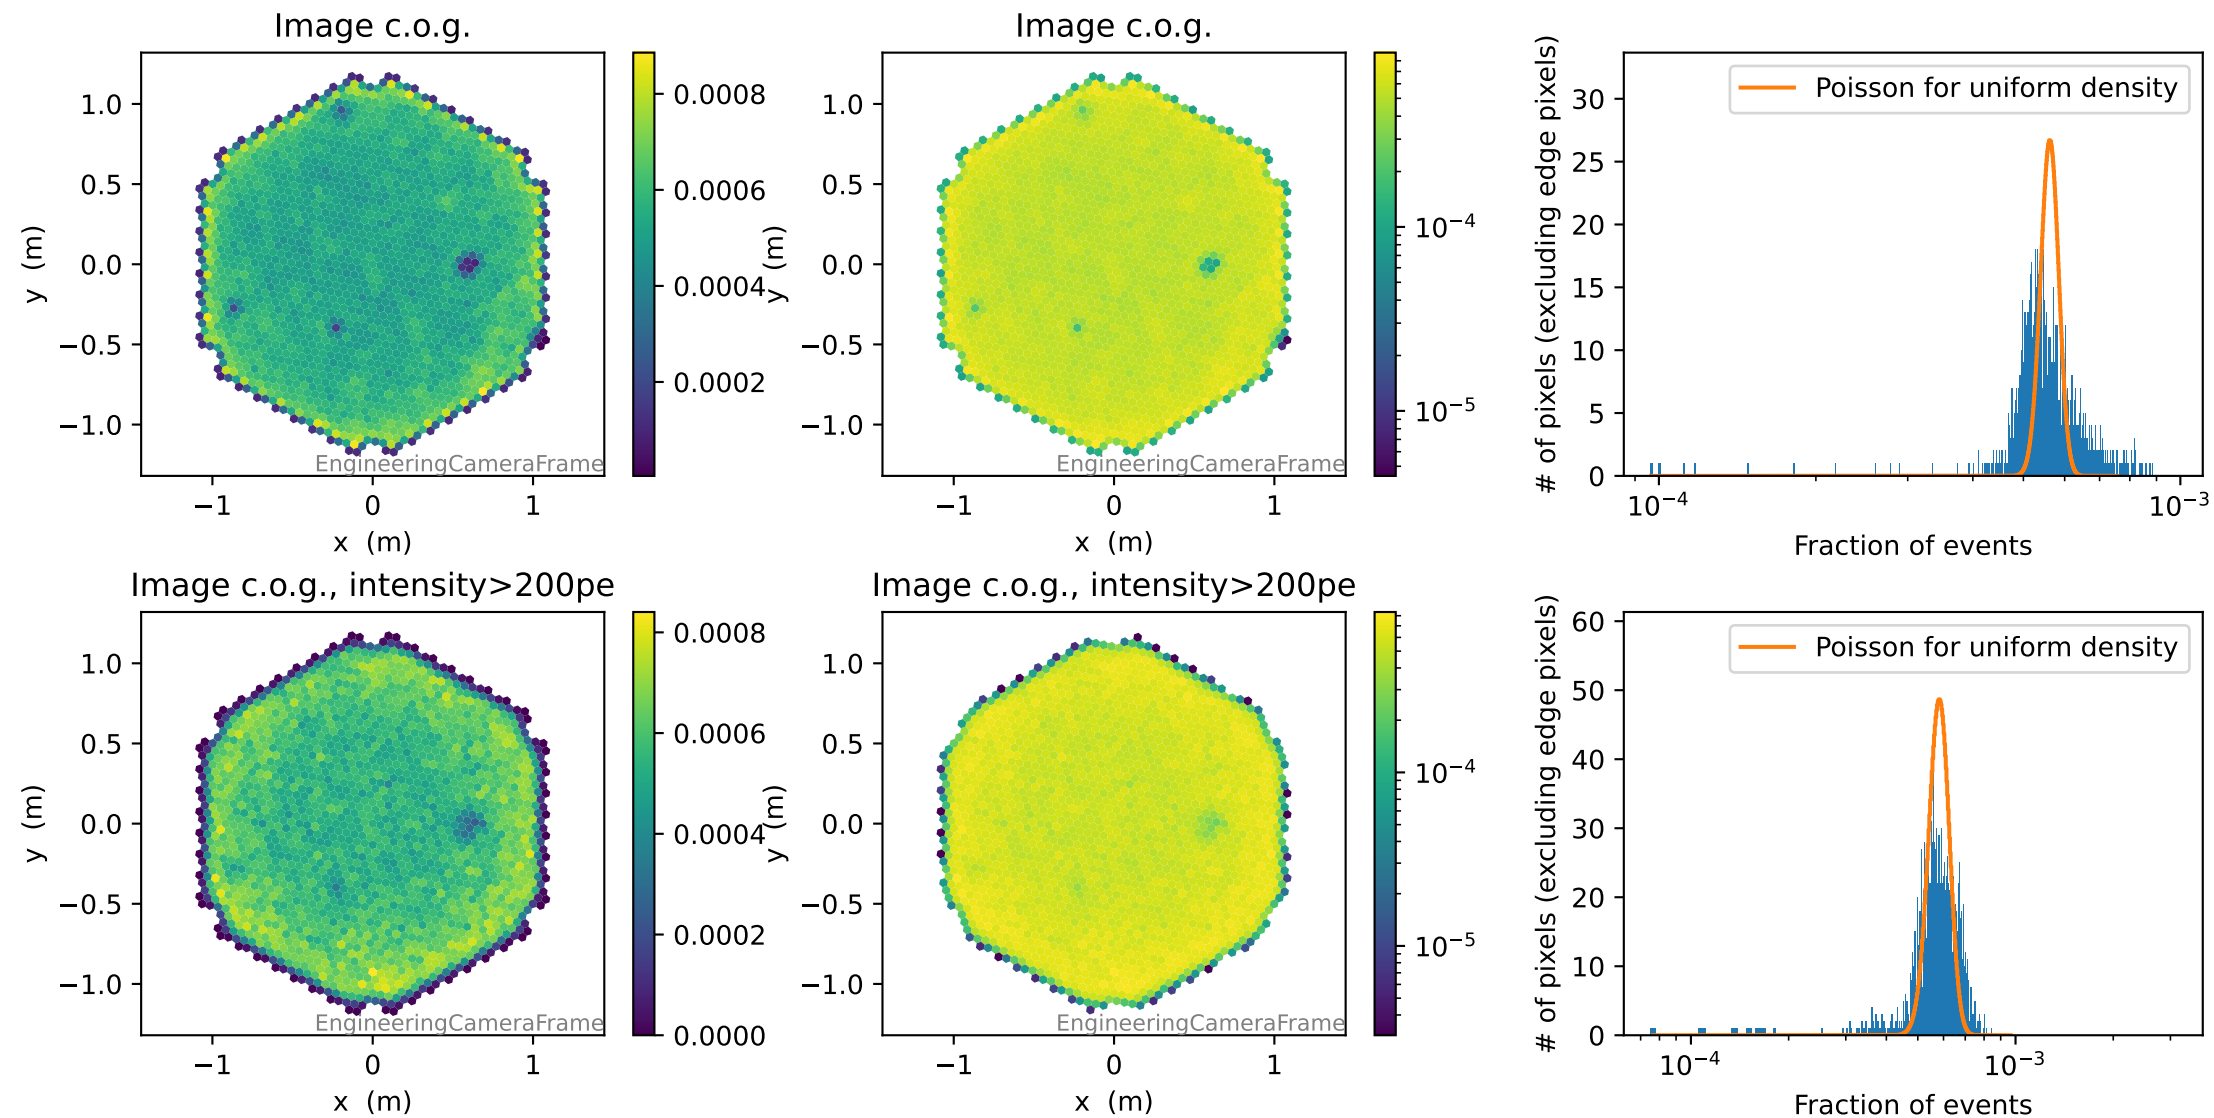 Image c.o.g.
1.0
0.5
0.0
−0.5
−1.0
y (m)
−1
0
1
x (m)
EngineeringCameraFrame
0.0008
0.0006
0.0004
0.0002
Image c.o.g.
1.0
0.5
0.0
−0.5
−1.0
y (m)
−1
0
1
x (m)
EngineeringCameraFrame
10⁻⁴
10⁻⁵
# of pixels (excluding edge pixels)
30
25
20
15
10
5
0
Poisson for uniform density
10⁻⁴
10⁻³
Fraction of events
Image c.o.g., intensity>200pe
1.0
0.5
0.0
−0.5
−1.0
y (m)
−1
0
1
x (m)
EngineeringCameraFrame
0.0008
0.0006
0.0004
0.0002
0.0000
Image c.o.g., intensity>200pe
1.0
0.5
0.0
−0.5
−1.0
y (m)
−1
0
1
x (m)
EngineeringCameraFrame
10⁻⁴
10⁻⁵
# of pixels (excluding edge pixels)
60
50
40
30
20
10
0
Poisson for uniform density
10⁻⁴
10⁻³
Fraction of events